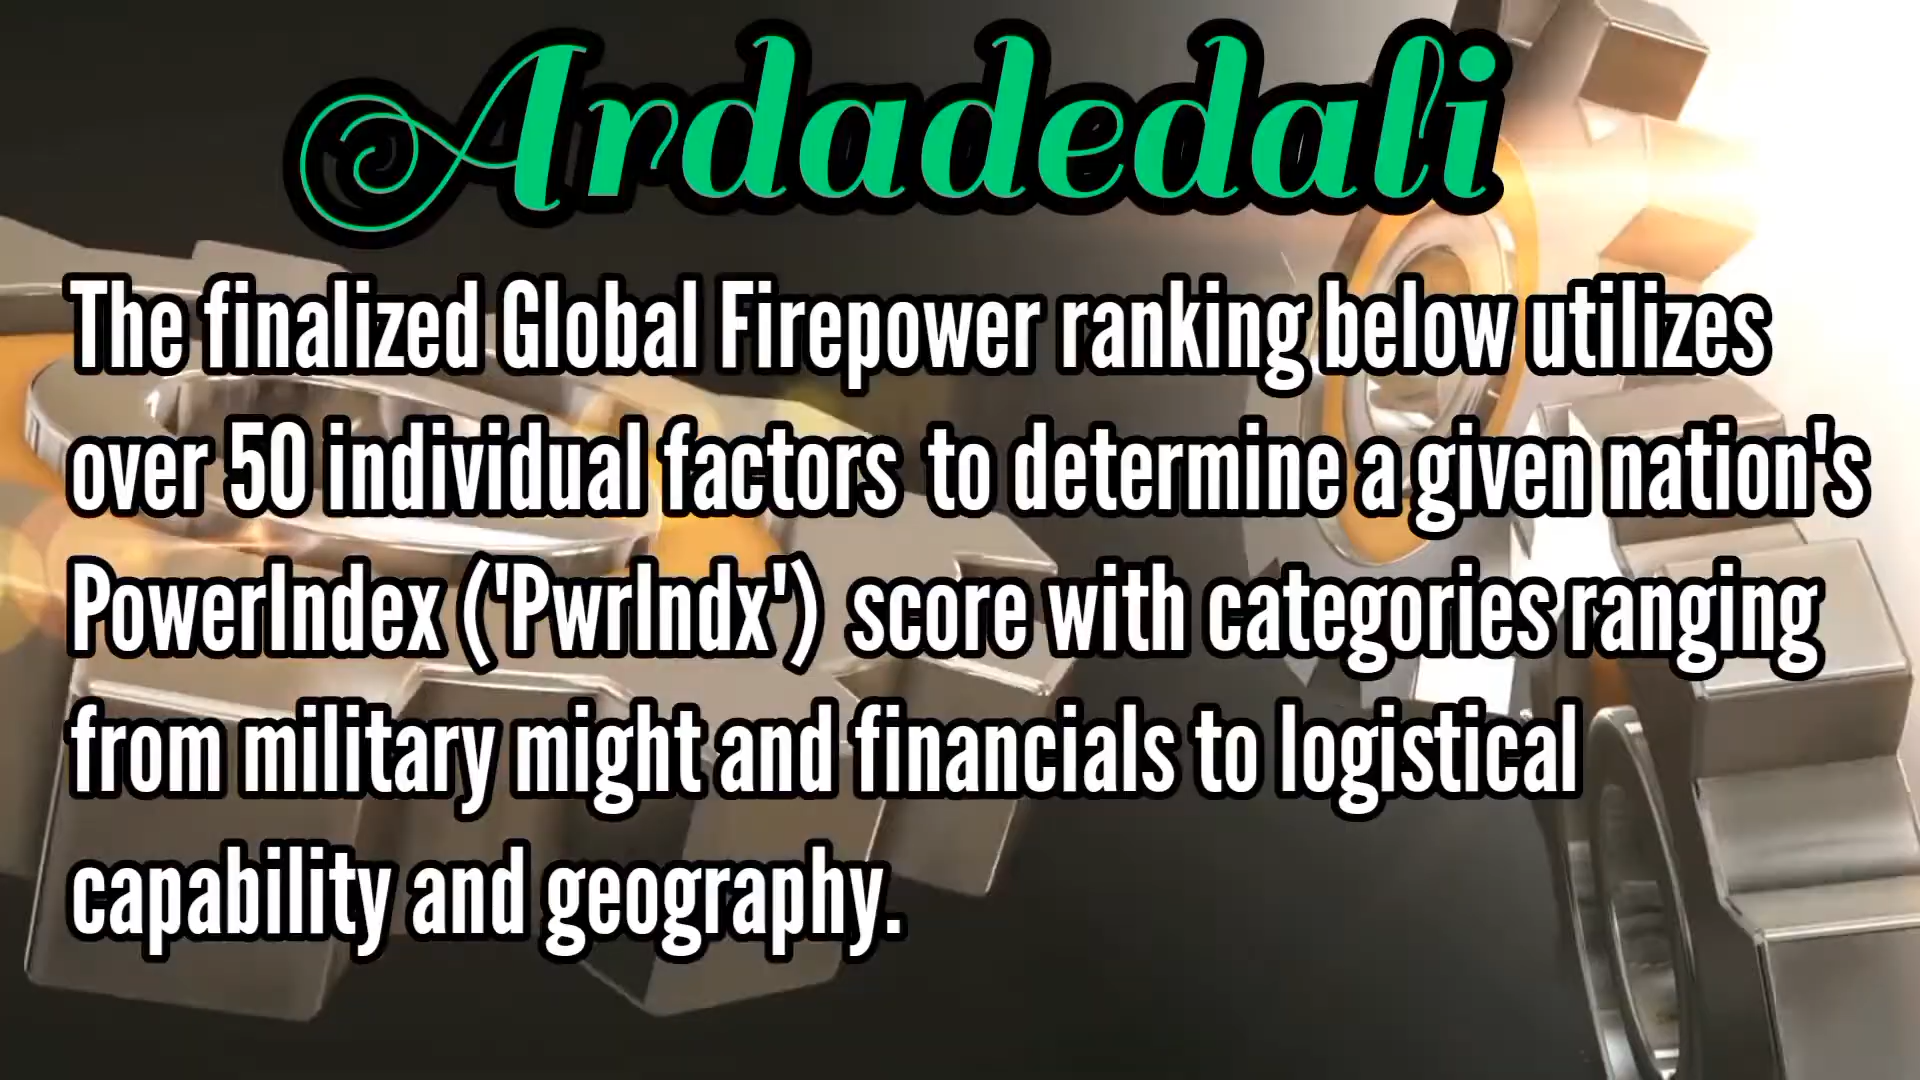 Ardadedali
The finalized Global Firepower ranking below utilizes
over 50 individual factors to determine a given nation's
PowerIndex ('PwrIndx') score with categories ranging
from military might and financials to logistical
capability and geography.